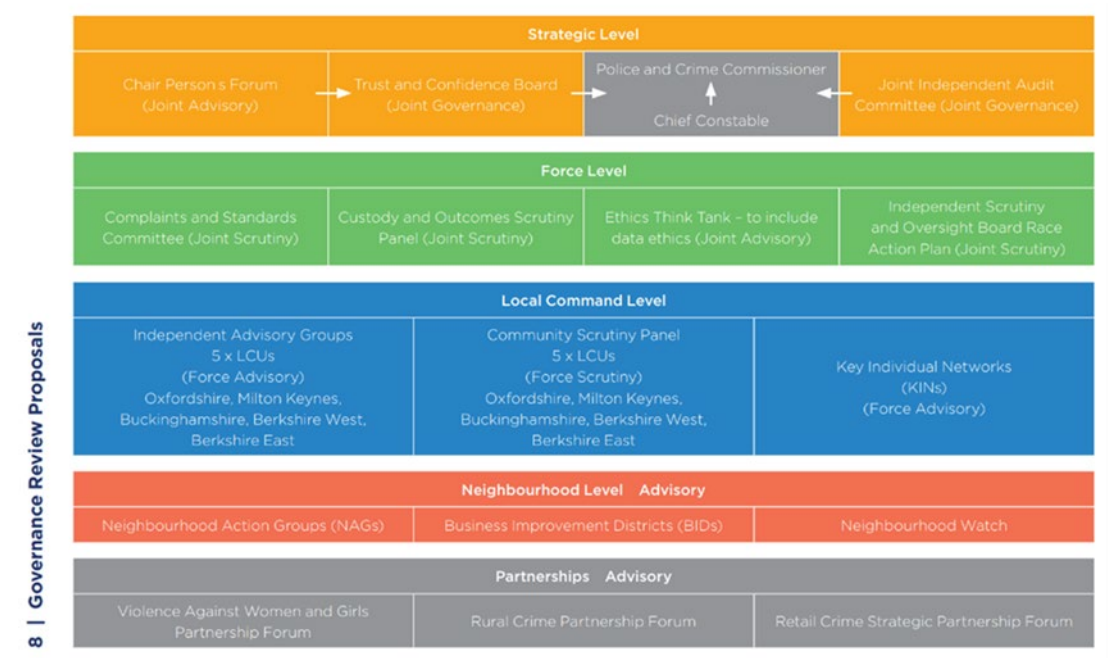 Strategic Level
Chair Person s Forum
(Joint Advisory)
Trust and Confidence Board
(Joint Governance)
Police and Crime Commissioner
Chief Constable
Joint Independent Audit
Committee (Joint Governance)
Force Level
Complaints and Standards
Committee (Joint Scrutiny)
Custody and Outcomes Scrutiny
Panel (Joint Scrutiny)
Ethics Think Tank – to include
data ethics (Joint Advisory)
Independent Scrutiny
and Oversight Board Race
Action Plan (Joint Scrutiny)
Local Command Level
Independent Advisory Groups
5 x LCUs
(Force Advisory)
Oxfordshire, Milton Keynes,
Buckinghamshire, Berkshire West,
Berkshire East
Community Scrutiny Panel
5 x LCUs
(Force Scrutiny)
Oxfordshire, Milton Keynes,
Buckinghamshire, Berkshire West,
Berkshire East
Key Individual Networks
(KINs)
(Force Advisory)
Neighbourhood Level Advisory
Neighbourhood Action Groups (NAGs)
Business Improvement Districts (BIDs)
Neighbourhood Watch
Partnerships Advisory
Violence Against Women and Girls
Partnership Forum
Rural Crime Partnership Forum
Retail Crime Strategic Partnership Forum
8 | Governance Review Proposals